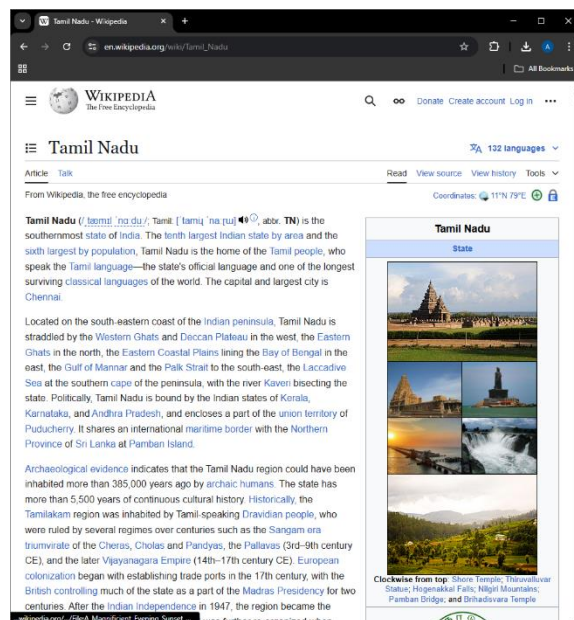 Tamil Nadu - Wikipedia
en.wikipedia.org/wiki/Tamil_Nadu
All Bookmarks
WIKIPEDIA
The Free Encyclopedia
Donate Create account Log in
Tamil Nadu
132 languages
Article Talk
Read View source View history Tools
From Wikipedia, the free encyclopedia
Coordinates: 11°N 79°E
Tamil Nadu (/ˌtæmɪl ˈnɑːduː/; Tamil: [ˈtamiɻ ˈnaːɽɯ] , abbr. TN) is the
southernmost state of India. The tenth largest Indian state by area and the
sixth largest by population, Tamil Nadu is the home of the Tamil people, who
speak the Tamil language—the state's official language and one of the longest
surviving classical languages of the world. The capital and largest city is
Chennai.
Located on the south-eastern coast of the Indian peninsula, Tamil Nadu is
straddled by the Western Ghats and Deccan Plateau in the west, the Eastern
Ghats in the north, the Eastern Coastal Plains lining the Bay of Bengal in the
east, the Gulf of Mannar and the Palk Strait to the south-east, the Laccadive
Sea at the southern cape of the peninsula, with the river Kaveri bisecting the
state. Politically, Tamil Nadu is bound by the Indian states of Kerala,
Karnataka, and Andhra Pradesh, and encloses a part of the union territory of
Puducherry. It shares an international maritime border with the Northern
Province of Sri Lanka at Pamban Island.
Archaeological evidence indicates that the Tamil Nadu region could have been
inhabited more than 385,000 years ago by archaic humans. The state has
more than 5,500 years of continuous cultural history. Historically, the
Tamilakam region was inhabited by Tamil-speaking Dravidian people, who
were ruled by several regimes over centuries such as the Sangam era
triumvirate of the Cheras, Cholas and Pandyas, the Pallavas (3rd–9th century
CE), and the later Vijayanagara Empire (14th–17th century CE). European
colonization began with establishing trade ports in the 17th century, with the
British controlling much of the state as a part of the Madras Presidency for two
centuries. After the Indian Independence in 1947, the region became the
Tamil Nadu
State
Clockwise from top: Shore Temple; Thiruvalluvar
Statue; Hogenakkal Falls; Nilgiri Mountains;
Pamban Bridge; and Brihadisvara Temple